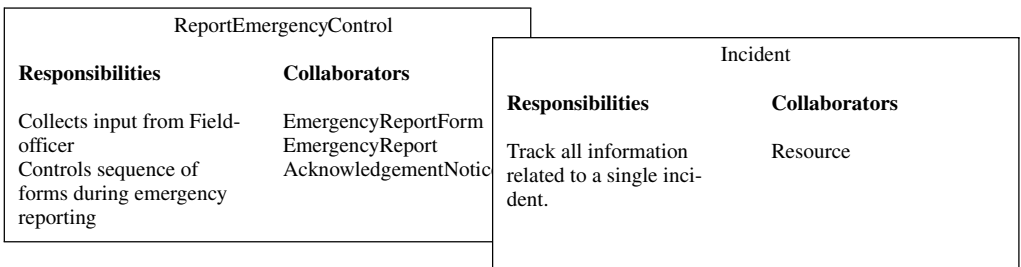 ReportEmergencyControl
Responsibilities
Collects input from Field-
officer
Controls sequence of
forms during emergency
reporting
Collaborators
EmergencyReportForm
EmergencyReport
AcknowledgementNotice
Incident
Responsibilities
Track all information
related to a single inci-
dent.
Collaborators
Resource